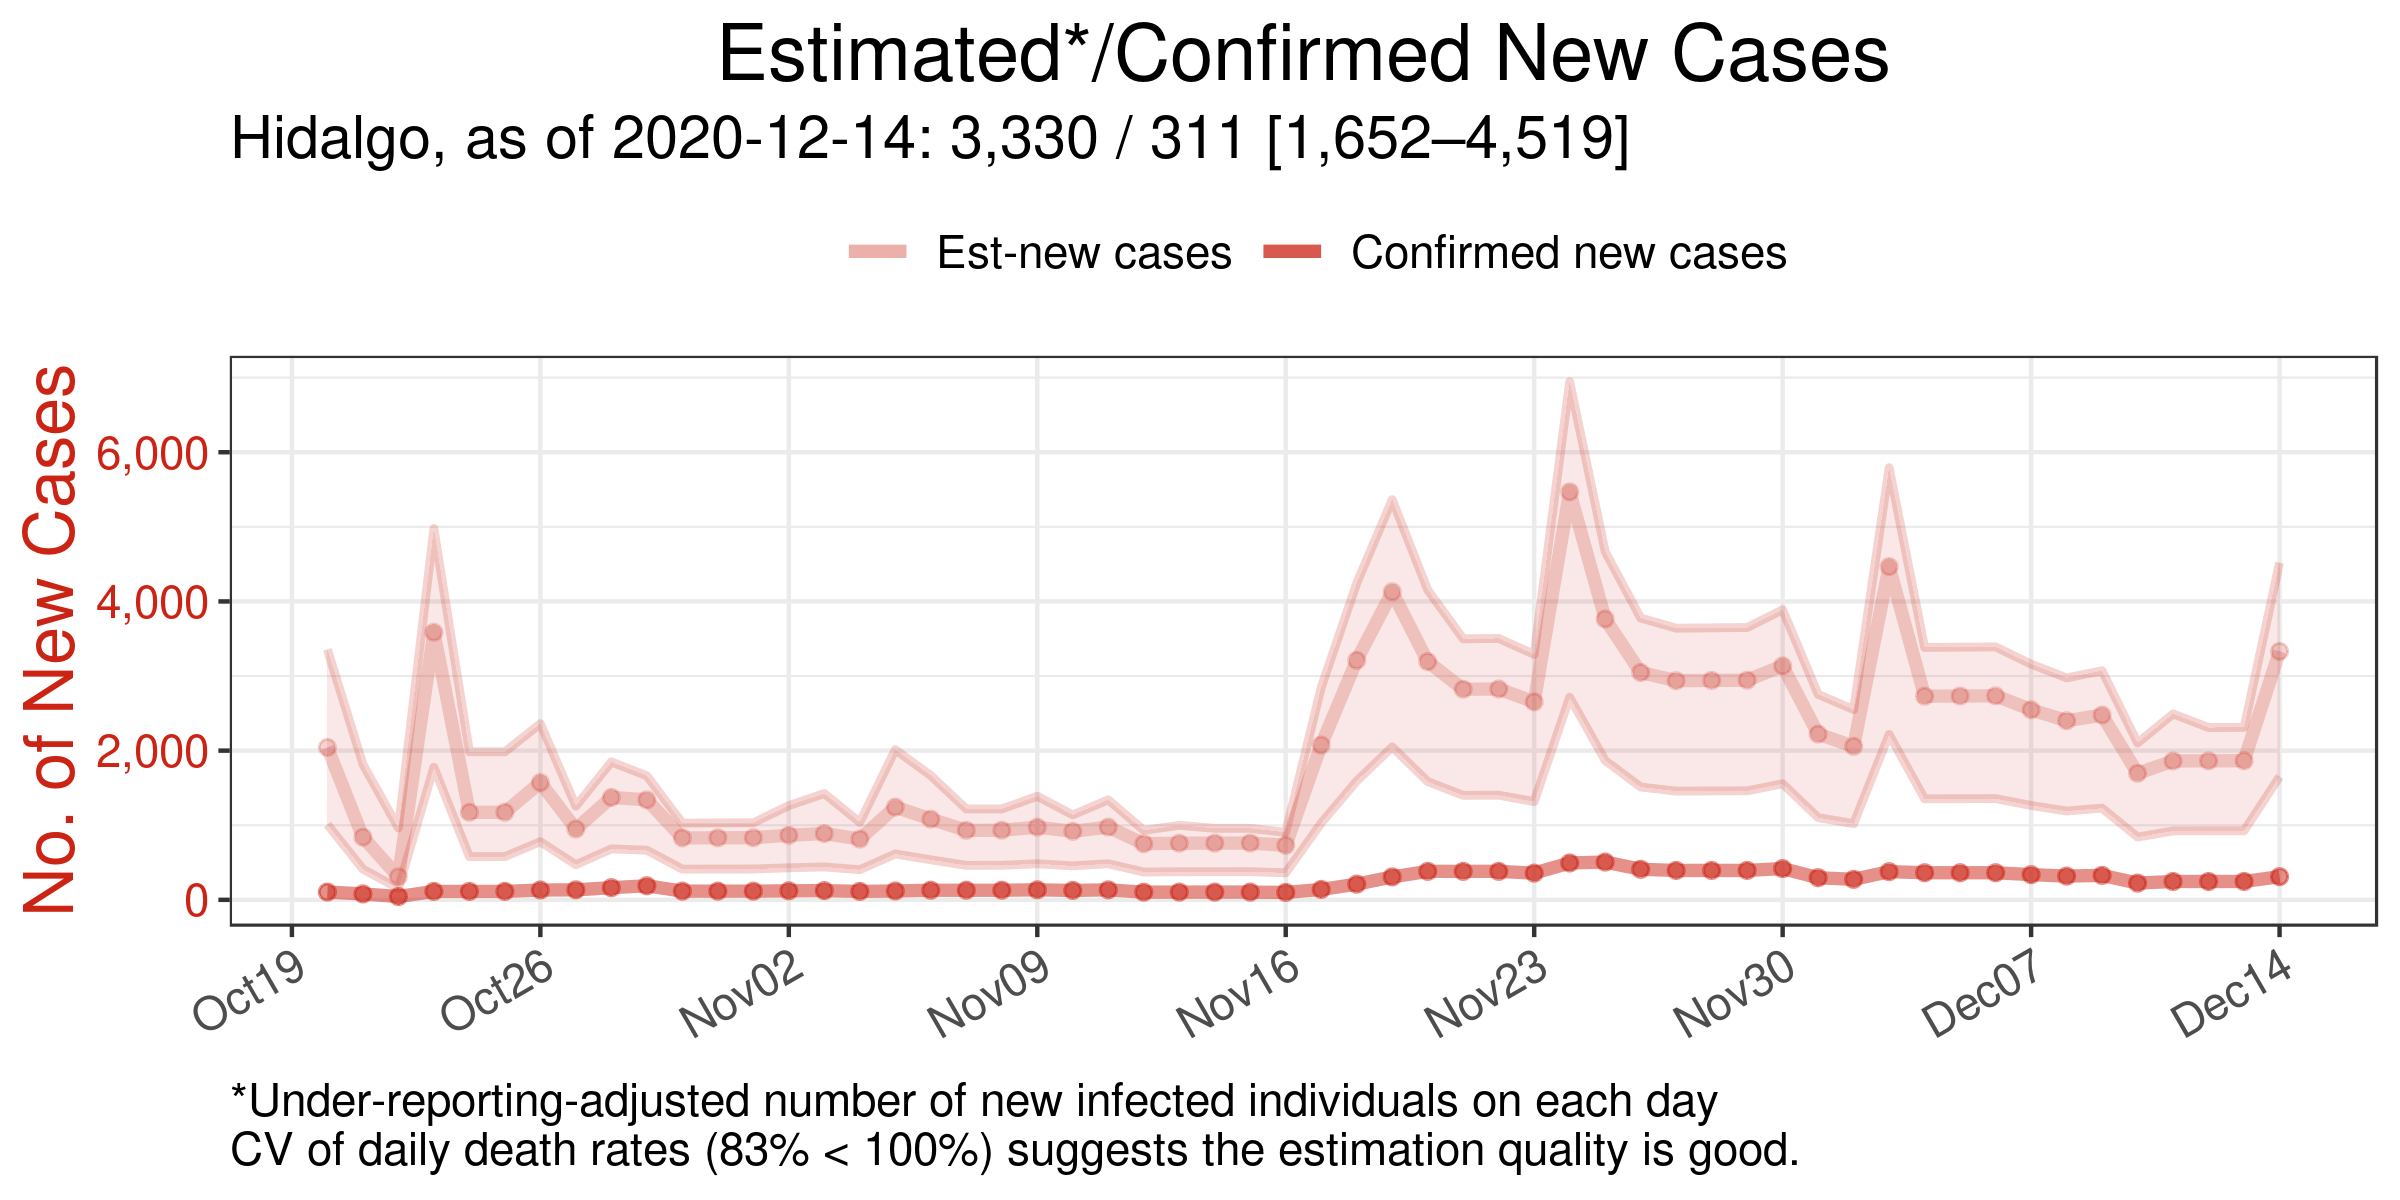 Estimated*/Confirmed New Cases
Hidalgo, as of 2020-12-14: 3,330 / 311 [1,652–4,519]
Est-new cases
Confirmed new cases
No. of New Cases
6,000
4,000
2,000
0
Oct19
Oct26
Nov02
Nov09
Nov16
Nov23
Nov30
Dec07
Dec14
*Under-reporting-adjusted number of new infected individuals on each day
CV of daily death rates (83% < 100%) suggests the estimation quality is good.